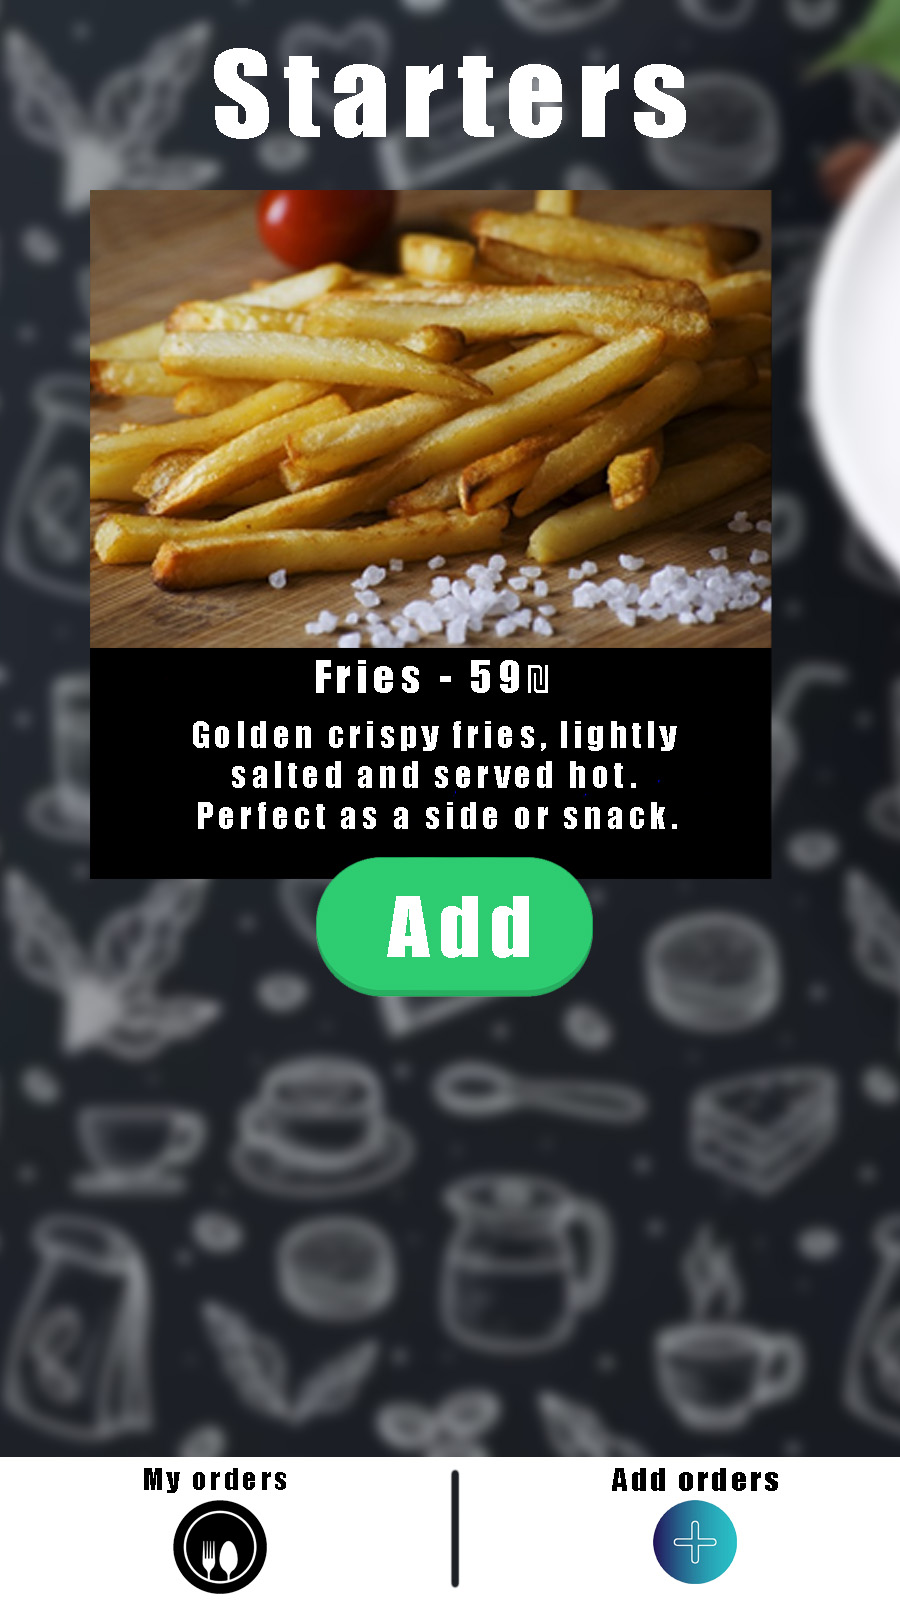 Starters
Fries - 59₪
Golden crispy fries, lightly
salted and served hot.
Perfect as a side or snack.
Add
My orders
Add orders